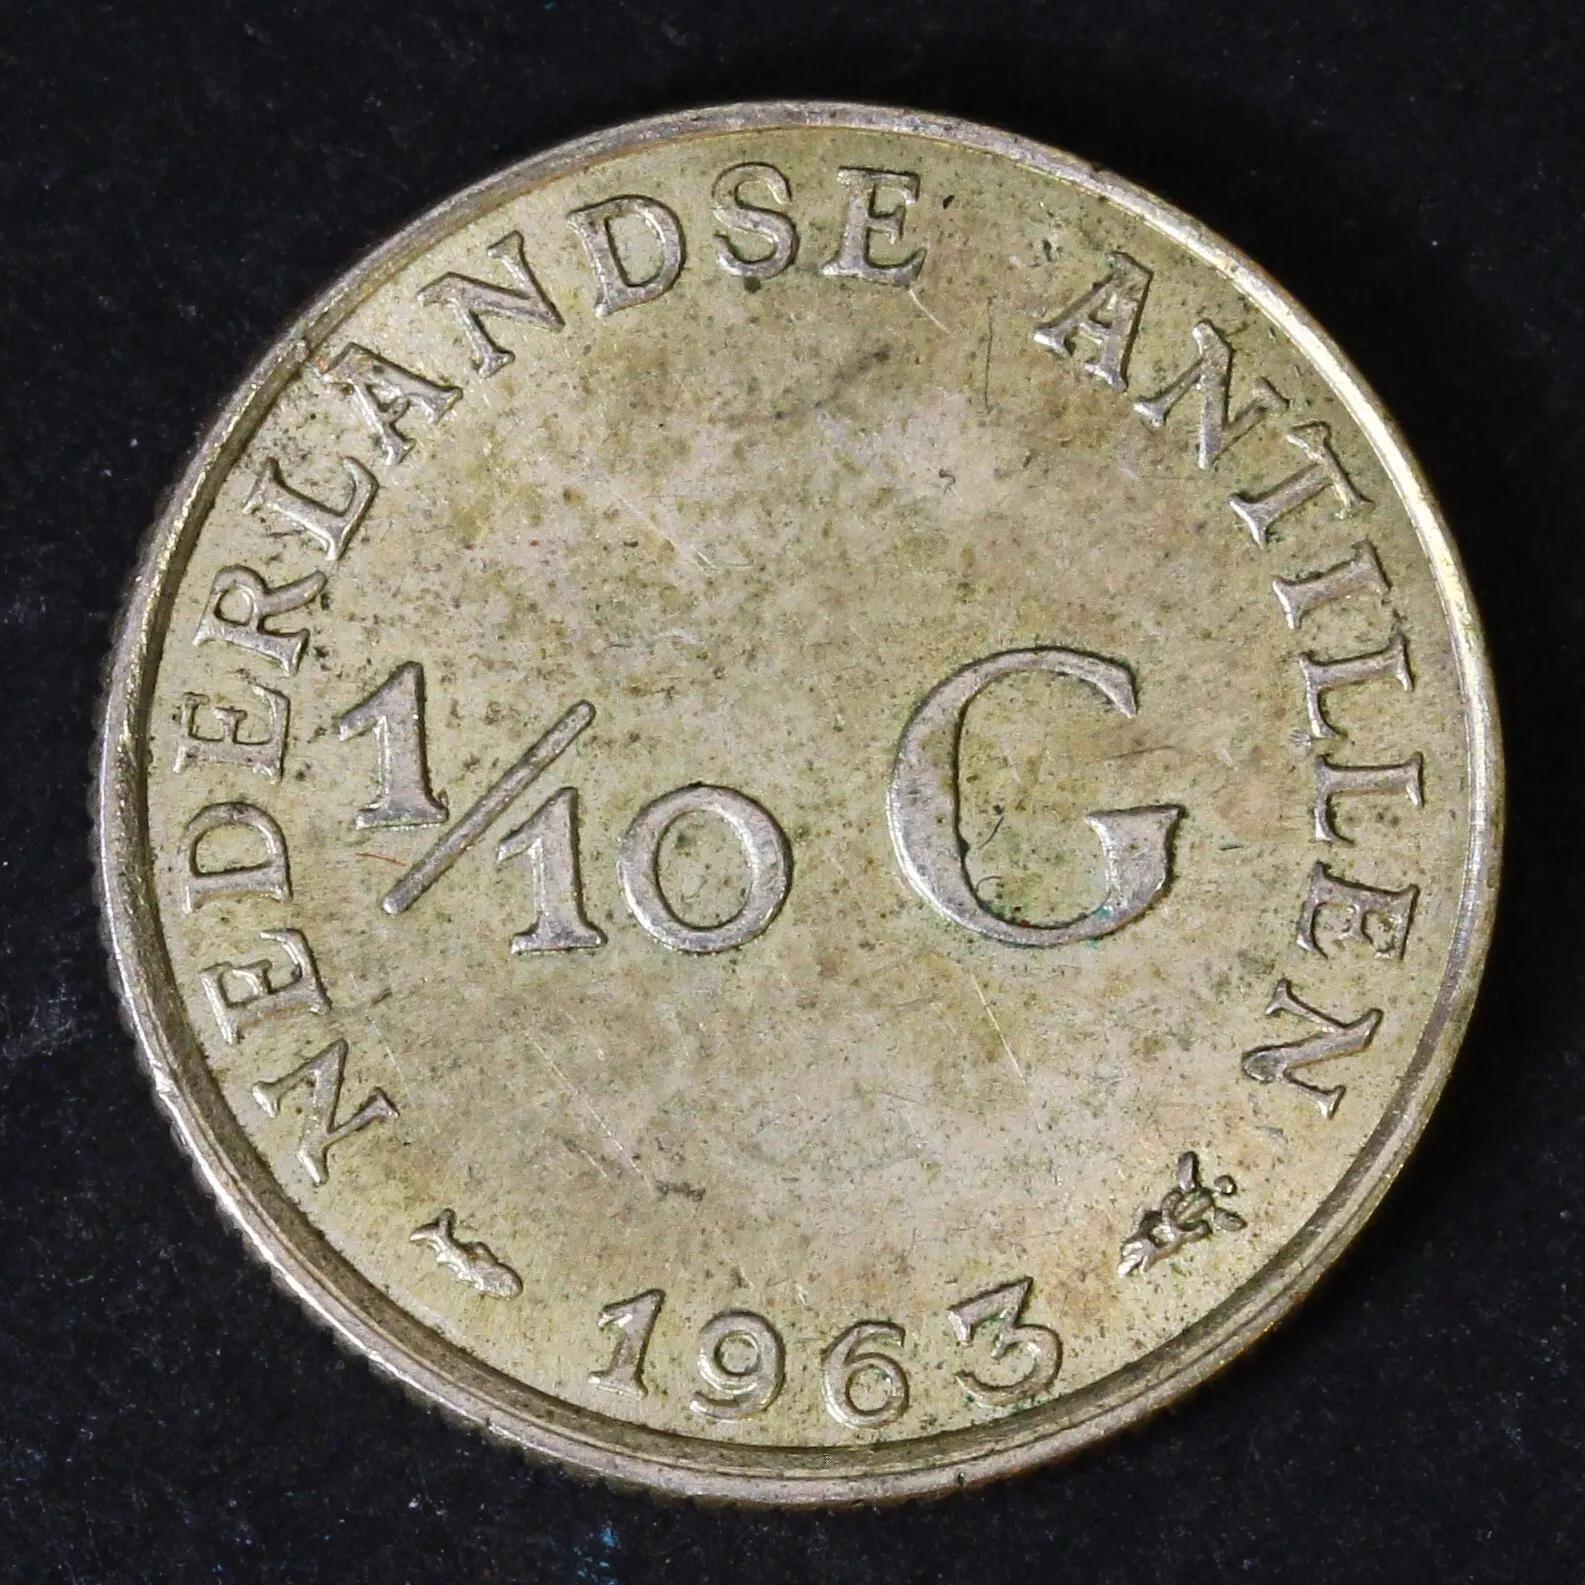 NEDERLANDSE ANTILLEN
1/10 G
1963